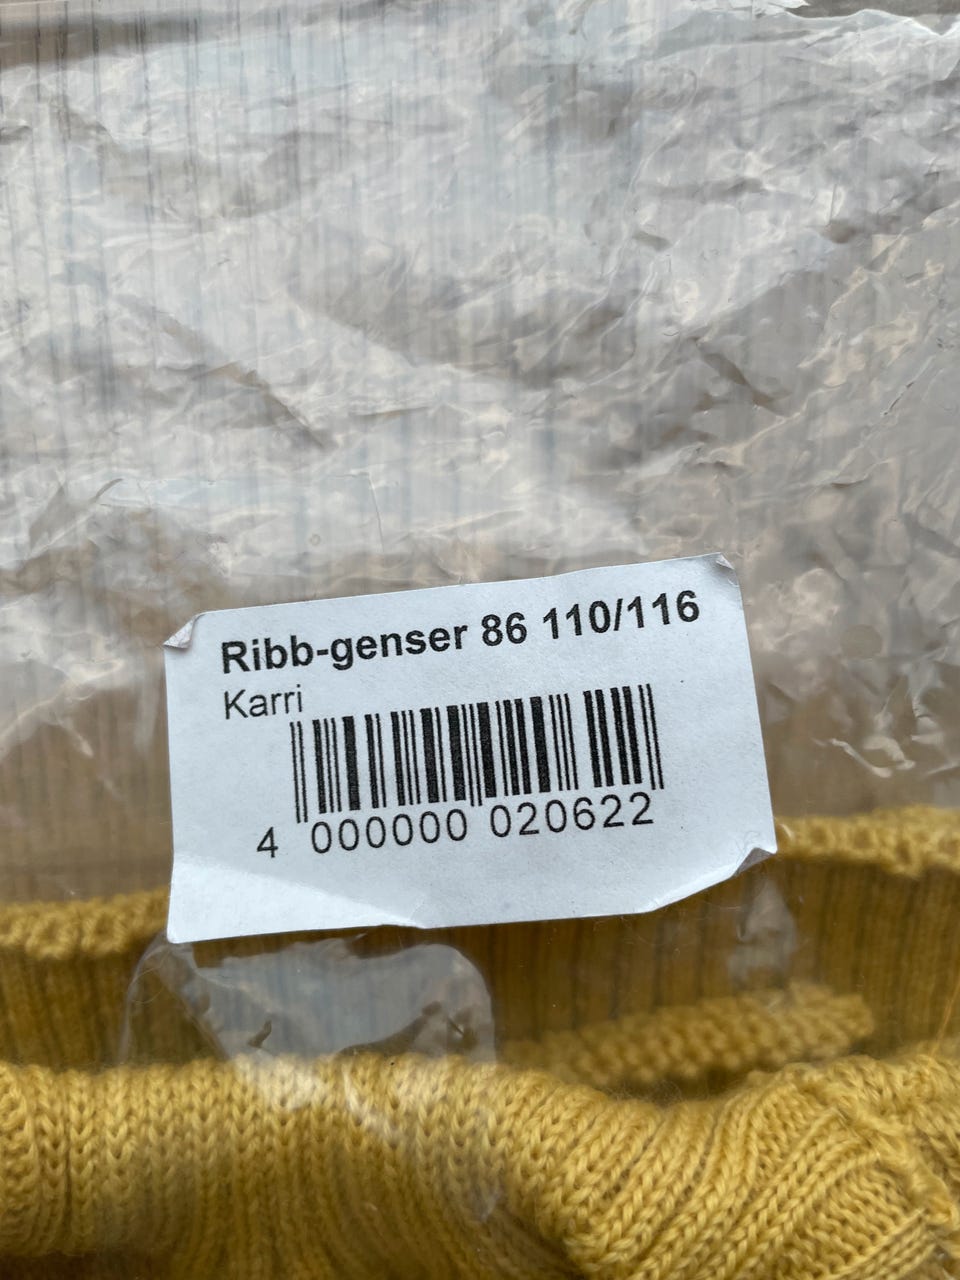 Ribb-genser 86 110/116
Karri
4 000000 020622